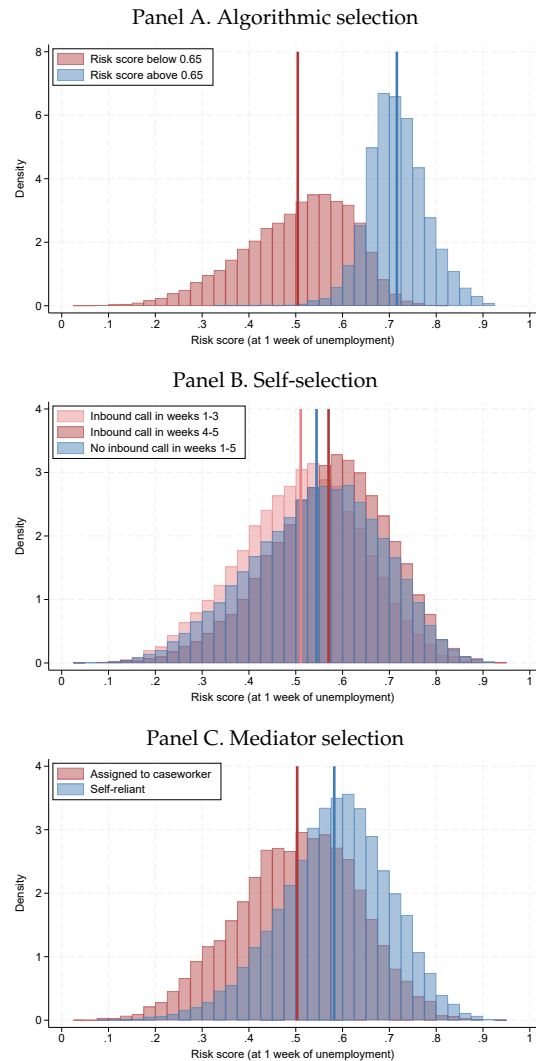 Panel A. Algorithmic selection
Risk score below 0.65
Risk score above 0.65
8
6
4
2
0
Density
0 .1 .2 .3 .4 .5 .6 .7 .8 .9 1
Risk score (at 1 week of unemployment)
Panel B. Self-selection
Inbound call in weeks 1-3
Inbound call in weeks 4-5
No inbound call in weeks 1-5
4
3
2
1
0
Density
0 .1 .2 .3 .4 .5 .6 .7 .8 .9 1
Risk score (at 1 week of unemployment)
Panel C. Mediator selection
Assigned to caseworker
Self-reliant
4
3
2
1
0
Density
0 .1 .2 .3 .4 .5 .6 .7 .8 .9 1
Risk score (at 1 week of unemployment)